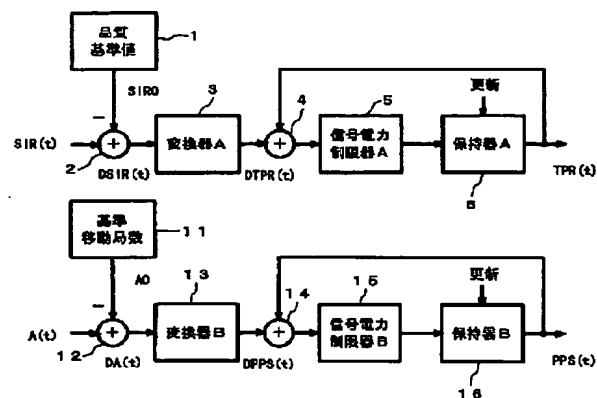 品質
基準値
1
SIR0
3
4
5
更新
SIR(t)
+
変換器A
+
信号電力
制限器A
保持器A
2
DSIR(t)
DTPR(t)
TPR(t)
6
基準
移動局数
11
A0
13
14
15
更新
A(t)
+
変換器B
+
信号電力
制限器B
保持器B
12
DA(t)
DPPS(t)
PPS(t)
16